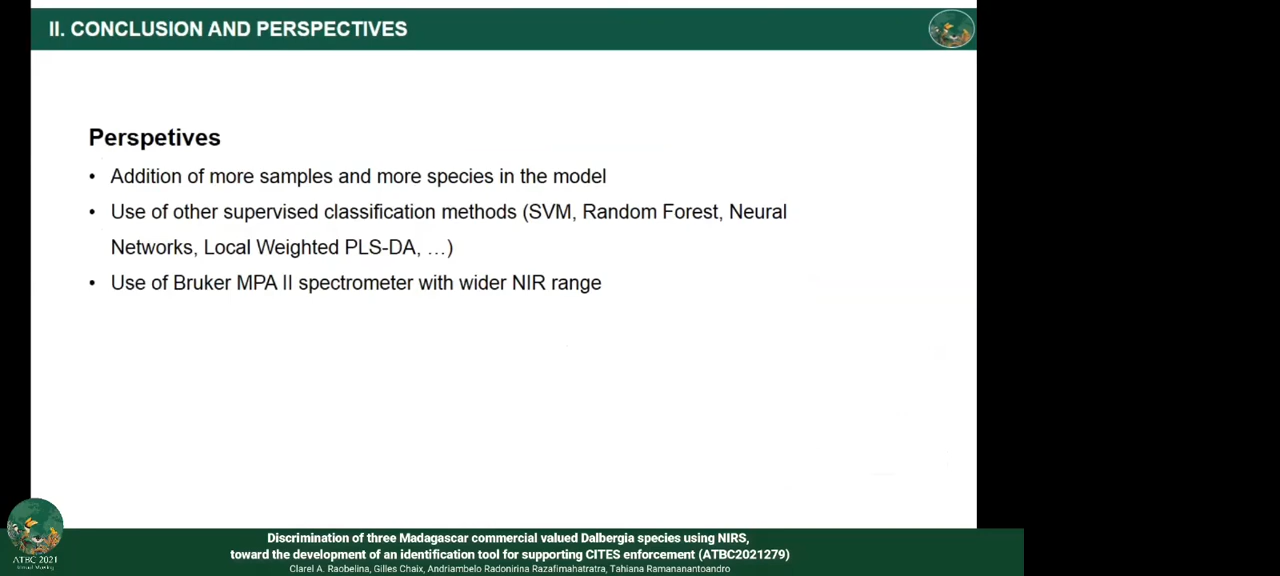 II. CONCLUSION AND PERSPECTIVES
Perspetives
• Addition of more samples and more species in the model
• Use of other supervised classification methods (SVM, Random Forest, Neural
Networks, Local Weighted PLS-DA, …)
• Use of Bruker MPA II spectrometer with wider NIR range
ATBC 2021
Discrimination of three Madagascar commercial valued Dalbergia species using NIRS,
toward the development of an identification tool for supporting CITES enforcement (ATBC2021279)
Clarel A. Raobelina, Gilles Chaix, Andriambelo Radonirina Razafimahatratra, Tahiana Ramananantoandro